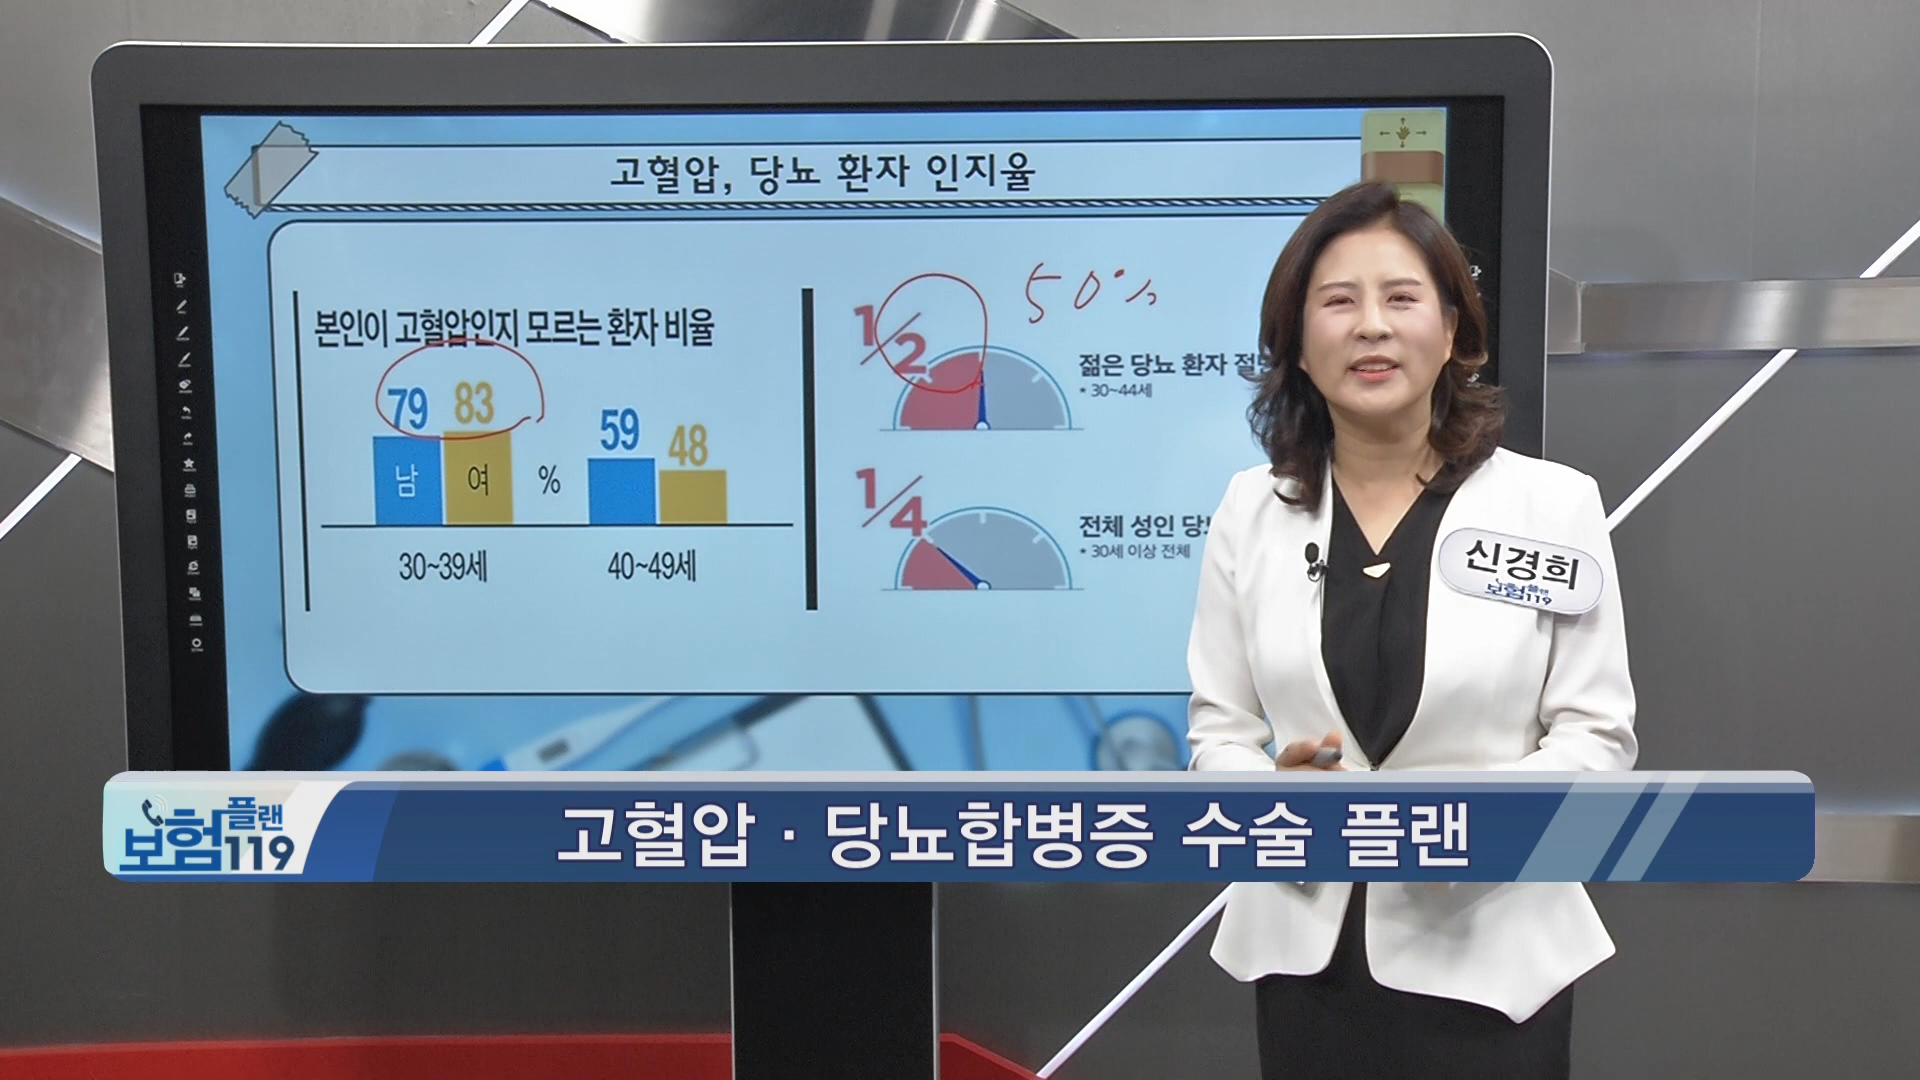 고혈압, 당뇨 환자 인지율
본인이 고혈압인지 모르는 환자 비율
79 83
59 48
남 여 %
30~39세 40~49세
1/2
50%
젊은 당뇨 환자
* 30~44세
1/4
전체 성인
* 30세 이상 전체
신경희
보험플랜119
보험플랜119
고혈압·당뇨합병증 수술 플랜